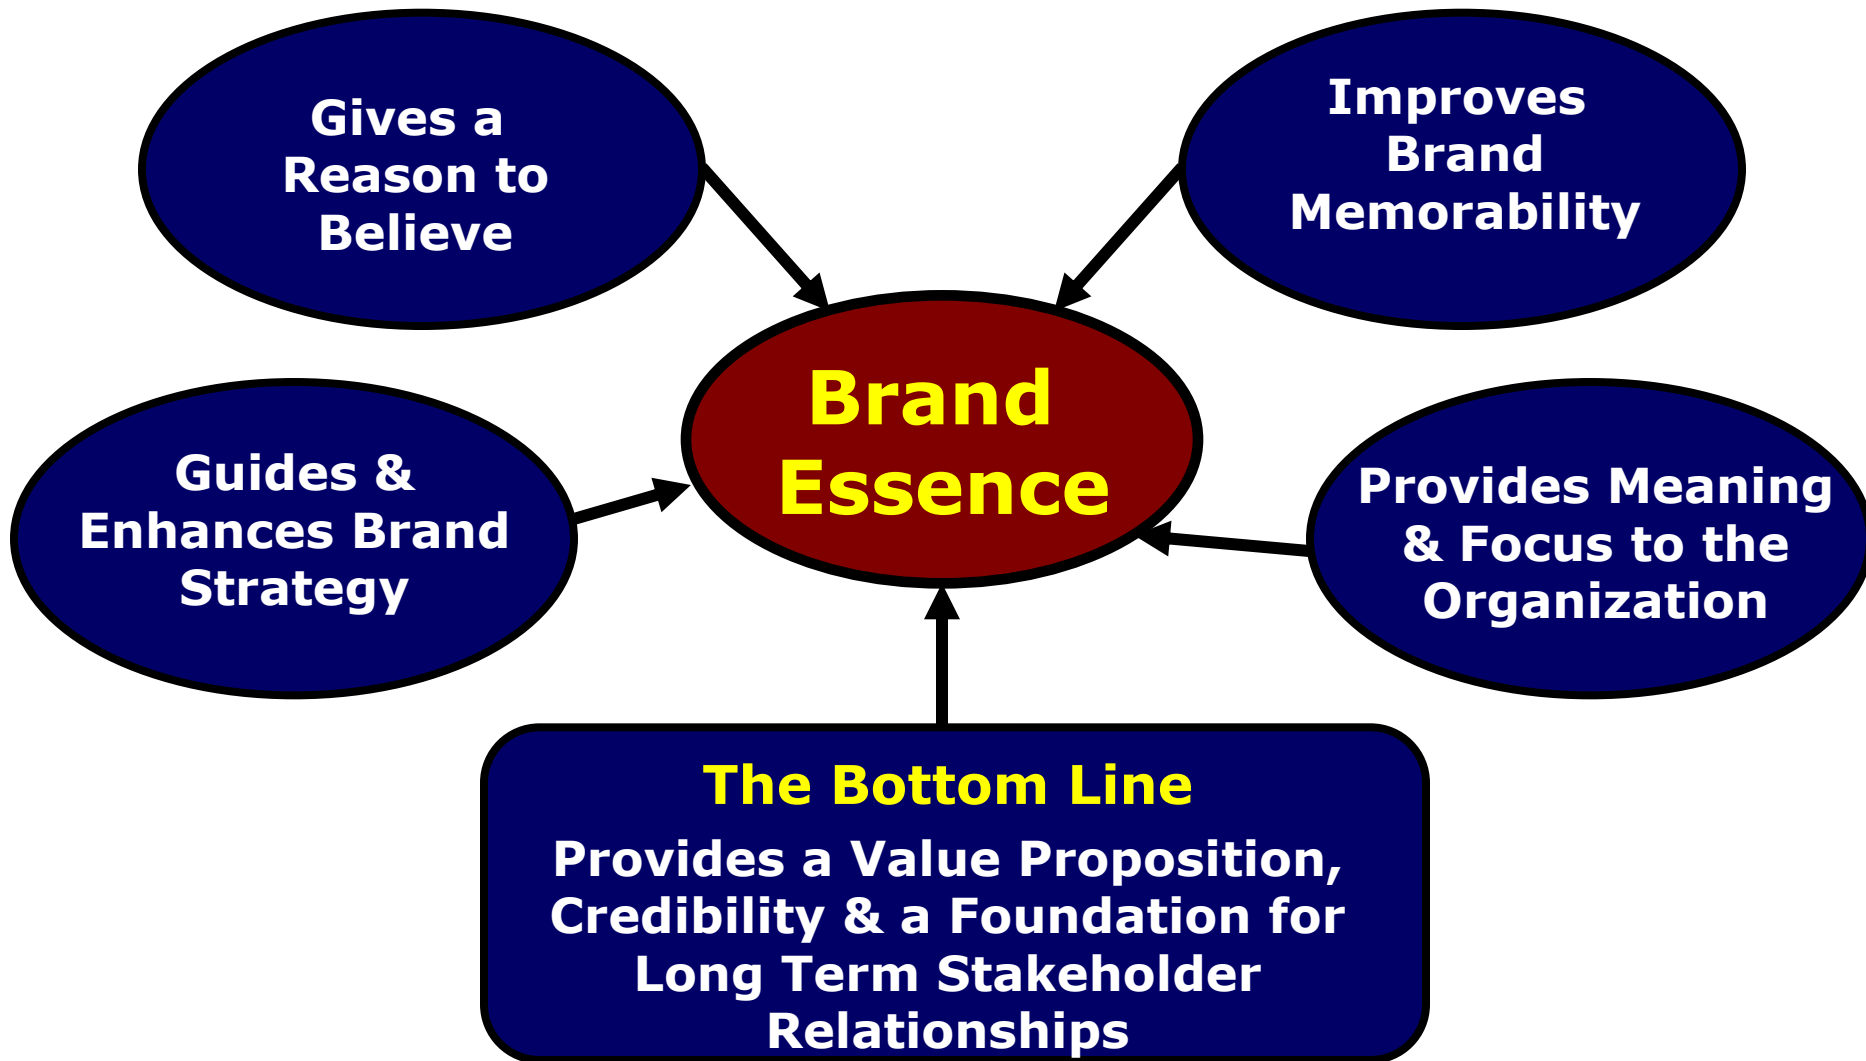 Gives a
Reason to
Believe
Improves
Brand
Memorability
Brand
Essence
Guides &
Enhances Brand
Strategy
Provides Meaning
& Focus to the
Organization
The Bottom Line
Provides a Value Proposition,
Credibility & a Foundation for
Long Term Stakeholder
Relationships